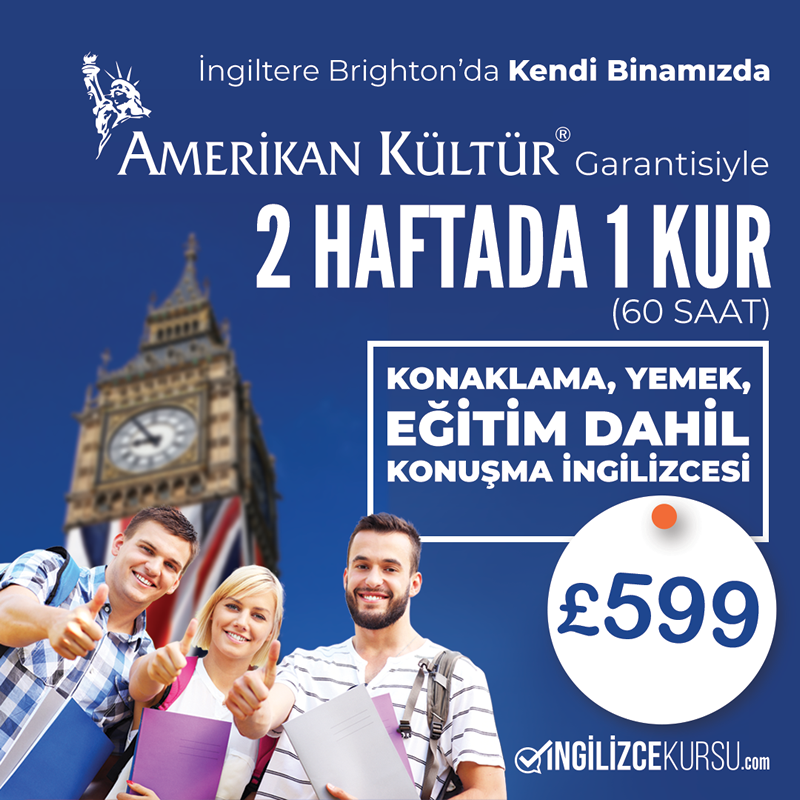 İngiltere Brighton'da Kendi Binamızda
AMERİKAN KÜLTÜR® Garantisiyle
2 HAFTADA 1 KUR
(60 SAAT)
KONAKLAMA, YEMEK,
EĞİTİM DAHİL
KONUŞMA İNGİLİZCESİ
£599
İNGİLİZCEKURSU.com